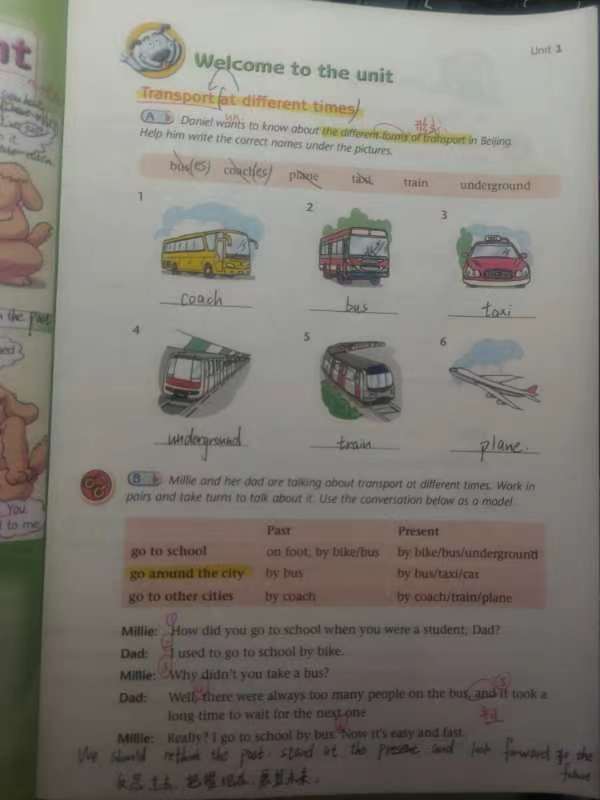 Unit 1
Welcome to the unit
Transport at different times
A Daniel wants to know about the different forms of transport in Beijing.
Help him write the correct names under the pictures.
bus(es) coach(es) plane taxi train underground
1 2 3
coach bus taxi
4 5 6
underground train plane.
B Millie and her dad are talking about transport at different times. Work in
pairs and take turns to talk about it. Use the conversation below as a model.
Past Present
go to school on foot, by bike/bus by bike/bus/underground
go around the city by bus by bus/taxi/car
go to other cities by coach by coach/train/plane
Millie: How did you go to school when you were a student, Dad?
Dad: I used to go to school by bike.
Millie: Why didn't you take a bus?
Dad: Well, there were always too many people on the bus, and it took a
long time to wait for the next one.
Millie: Really? I go to school by bus. Now it's easy and fast.
We should rethink the past, stand at the present and look forward to the
future
反思过去，把握现在，展望未来。
the past
You
to me